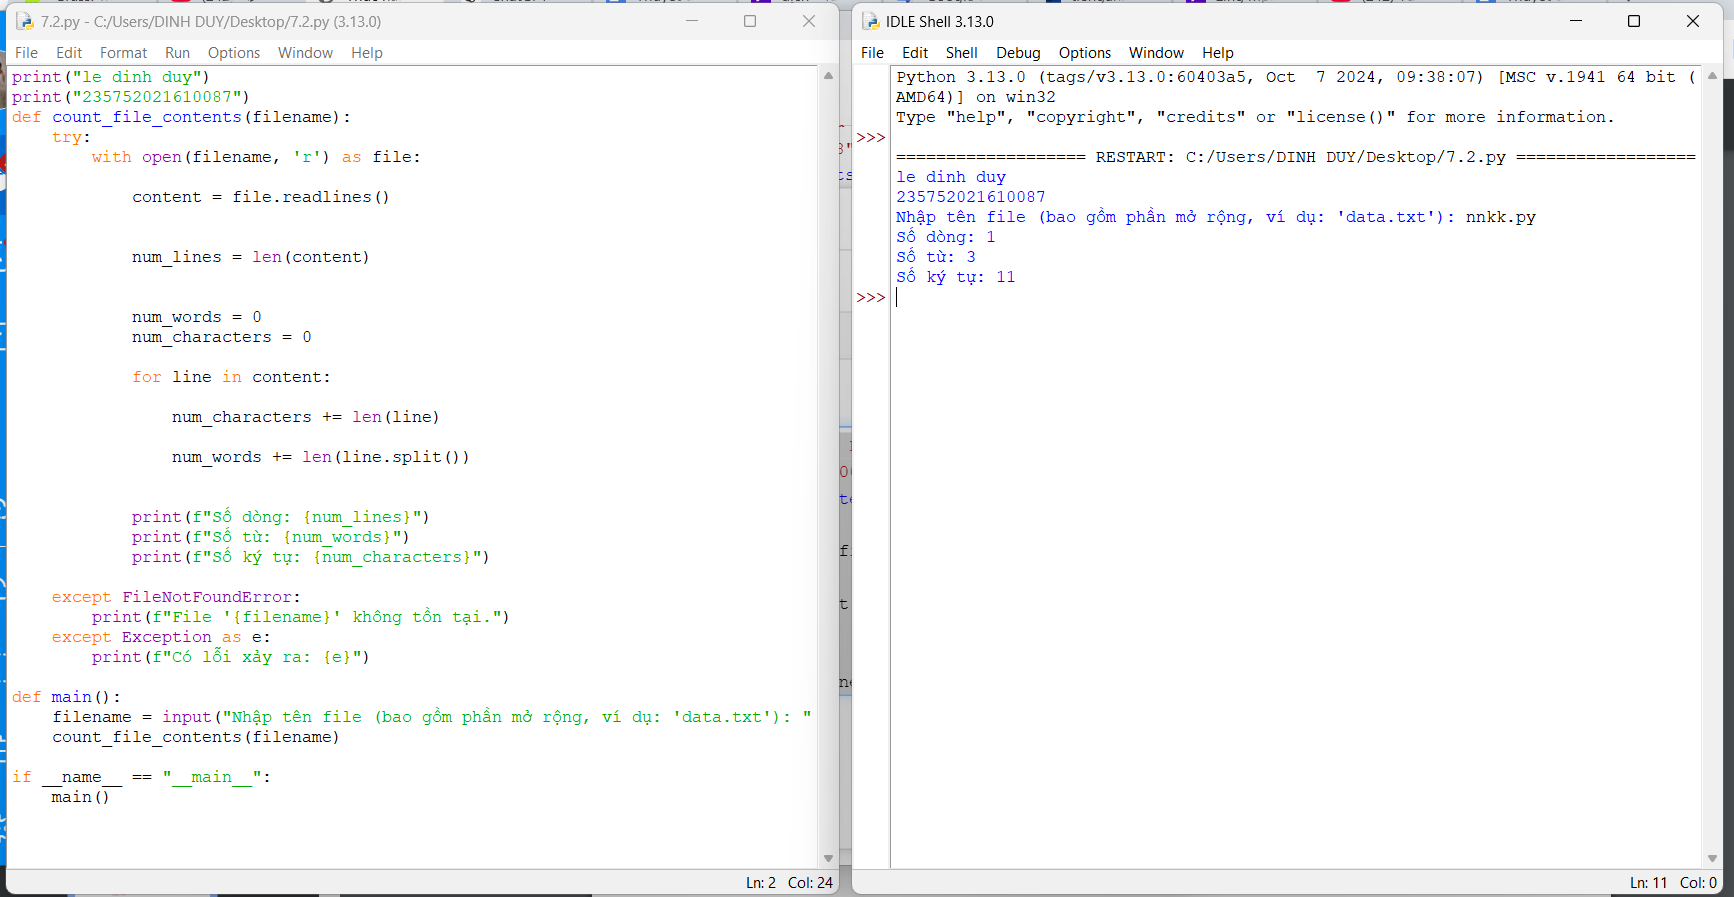 7.2.py - C:/Users/DINH DUY/Desktop/7.2.py (3.13.0)
File Edit Format Run Options Window Help
print("le dinh duy")
print("235752021610087")
def count_file_contents(filename):
    try:
        with open(filename, 'r') as file:
            content = file.readlines()
            num_lines = len(content)
            num_words = 0
            num_characters = 0
            for line in content:
                num_characters += len(line)
                num_words += len(line.split())
            print(f"Số dòng: {num_lines}")
            print(f"Số từ: {num_words}")
            print(f"Số ký tự: {num_characters}")
    except FileNotFoundError:
        print(f"File '{filename}' không tồn tại.")
    except Exception as e:
        print(f"Có lỗi xảy ra: {e}")
def main():
    filename = input("Nhập tên file (bao gồm phần mở rộng, ví dụ: 'data.txt'): "
    count_file_contents(filename)
if __name__ == "__main__":
    main()
Ln: 2 Col: 24
IDLE Shell 3.13.0
File Edit Shell Debug Options Window Help
Python 3.13.0 (tags/v3.13.0:60403a5, Oct  7 2024, 09:38:07) [MSC v.1941 64 bit (
AMD64)] on win32
Type "help", "copyright", "credits" or "license()" for more information.
>>>
=================== RESTART: C:/Users/DINH DUY/Desktop/7.2.py ==================
le dinh duy
235752021610087
Nhập tên file (bao gồm phần mở rộng, ví dụ: 'data.txt'): nnkk.py
Số dòng: 1
Số từ: 3
Số ký tự: 11
>>>
Ln: 11 Col: 0